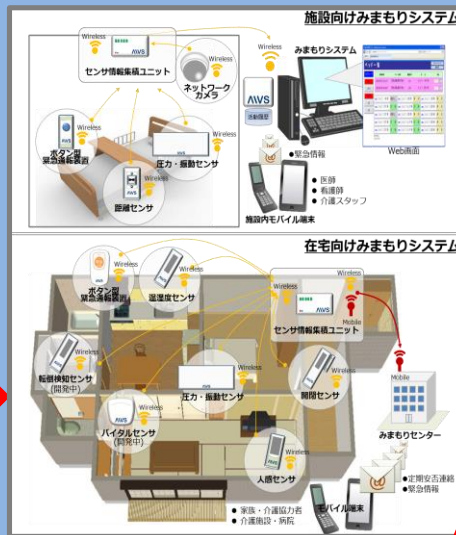 施設向けみまもりシステム
Wireless
AWS
センサ情報集積ユニット
Wireless
ネットワーク
カメラ
Wireless
みまもりシステム
AWS
活動履歴
Web画面
Wireless
ボタン型
緊急通報装置
Wireless
圧力・振動センサ
Wireless
距離センサ
●緊急情報
● 医師
● 看護師
● 介護スタッフ
施設内モバイル端末
在宅向けみまもりシステム
Wireless
ボタン型
緊急通報装置
Wireless
温湿度センサ
Wireless
Wireless
センサ情報集積ユニット
Mobile
Wireless
転倒検知センサ
(開発中)
Wireless
圧力・振動センサ
Wireless
開閉センサ
Mobile
みまもりセンター
Wireless
バイタルセンサ
(開発中)
Wireless
人感センサ
●定期安否連絡
●緊急情報
モバイル端末
● 家族・介護協力者
● 介護施設・病院